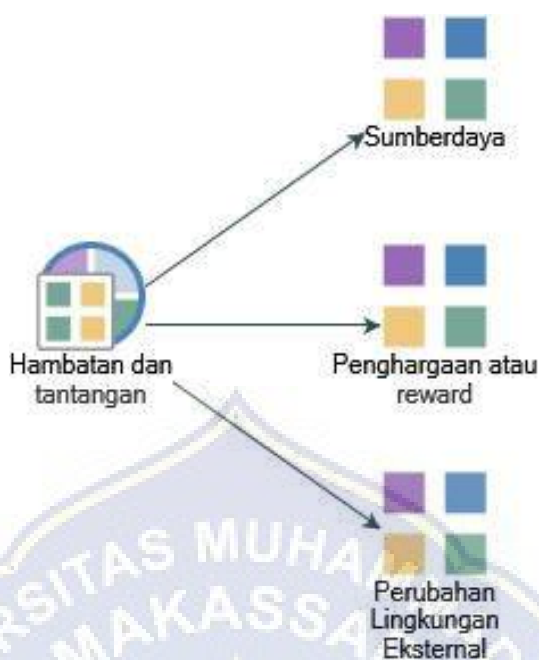 Sumberdaya
Hambatan dan
tantangan
Penghargaan atau
reward
Perubahan
Lingkungan
Eksternal